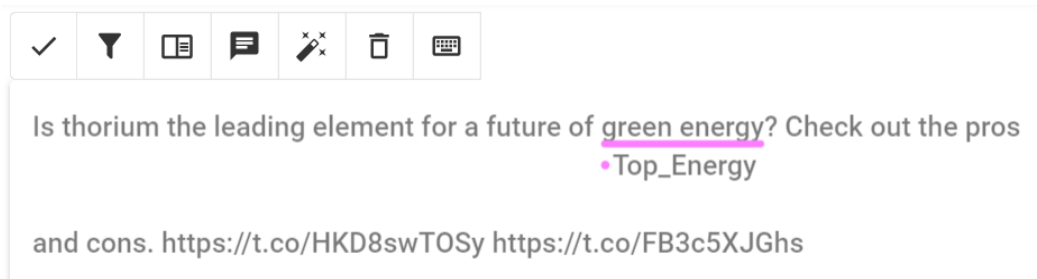 Is thorium the leading element for a future of green energy? Check out the pros
Top_Energy
and cons. https://t.co/HKD8swTOSy https://t.co/FB3c5XJGhs